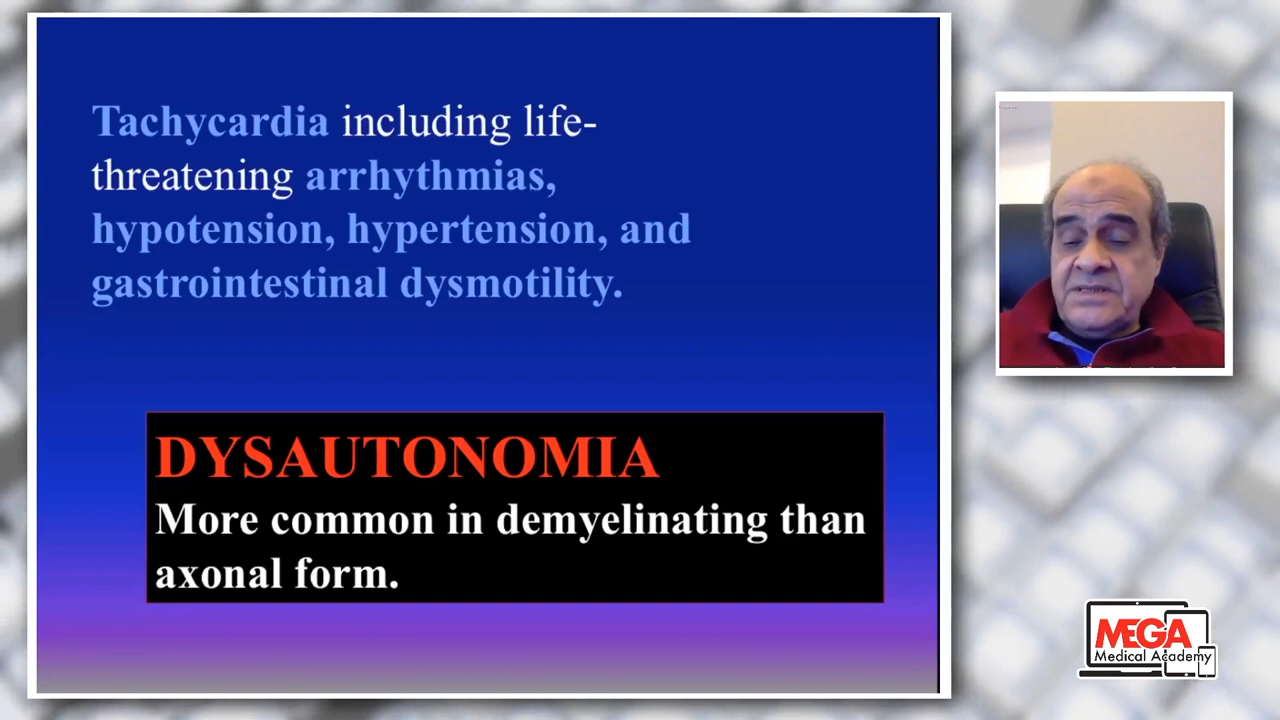 Tachycardia including life-
threatening arrhythmias,
hypotension, hypertension, and
gastrointestinal dysmotility.
DYSAUTONOMIA
More common in demyelinating than
axonal form.
MEGA
Medical Academy